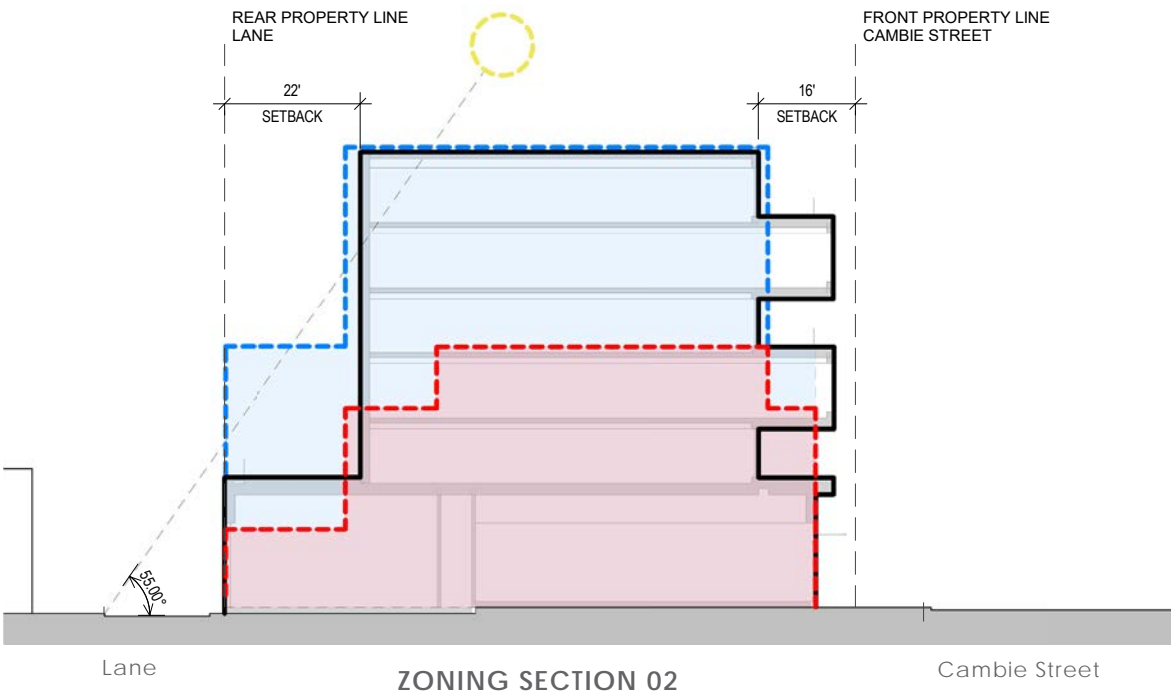 REAR PROPERTY LINE
LANE
FRONT PROPERTY LINE
CAMBIE STREET
22'
SETBACK
16'
SETBACK
55.00°
Lane
ZONING SECTION 02
Cambie Street